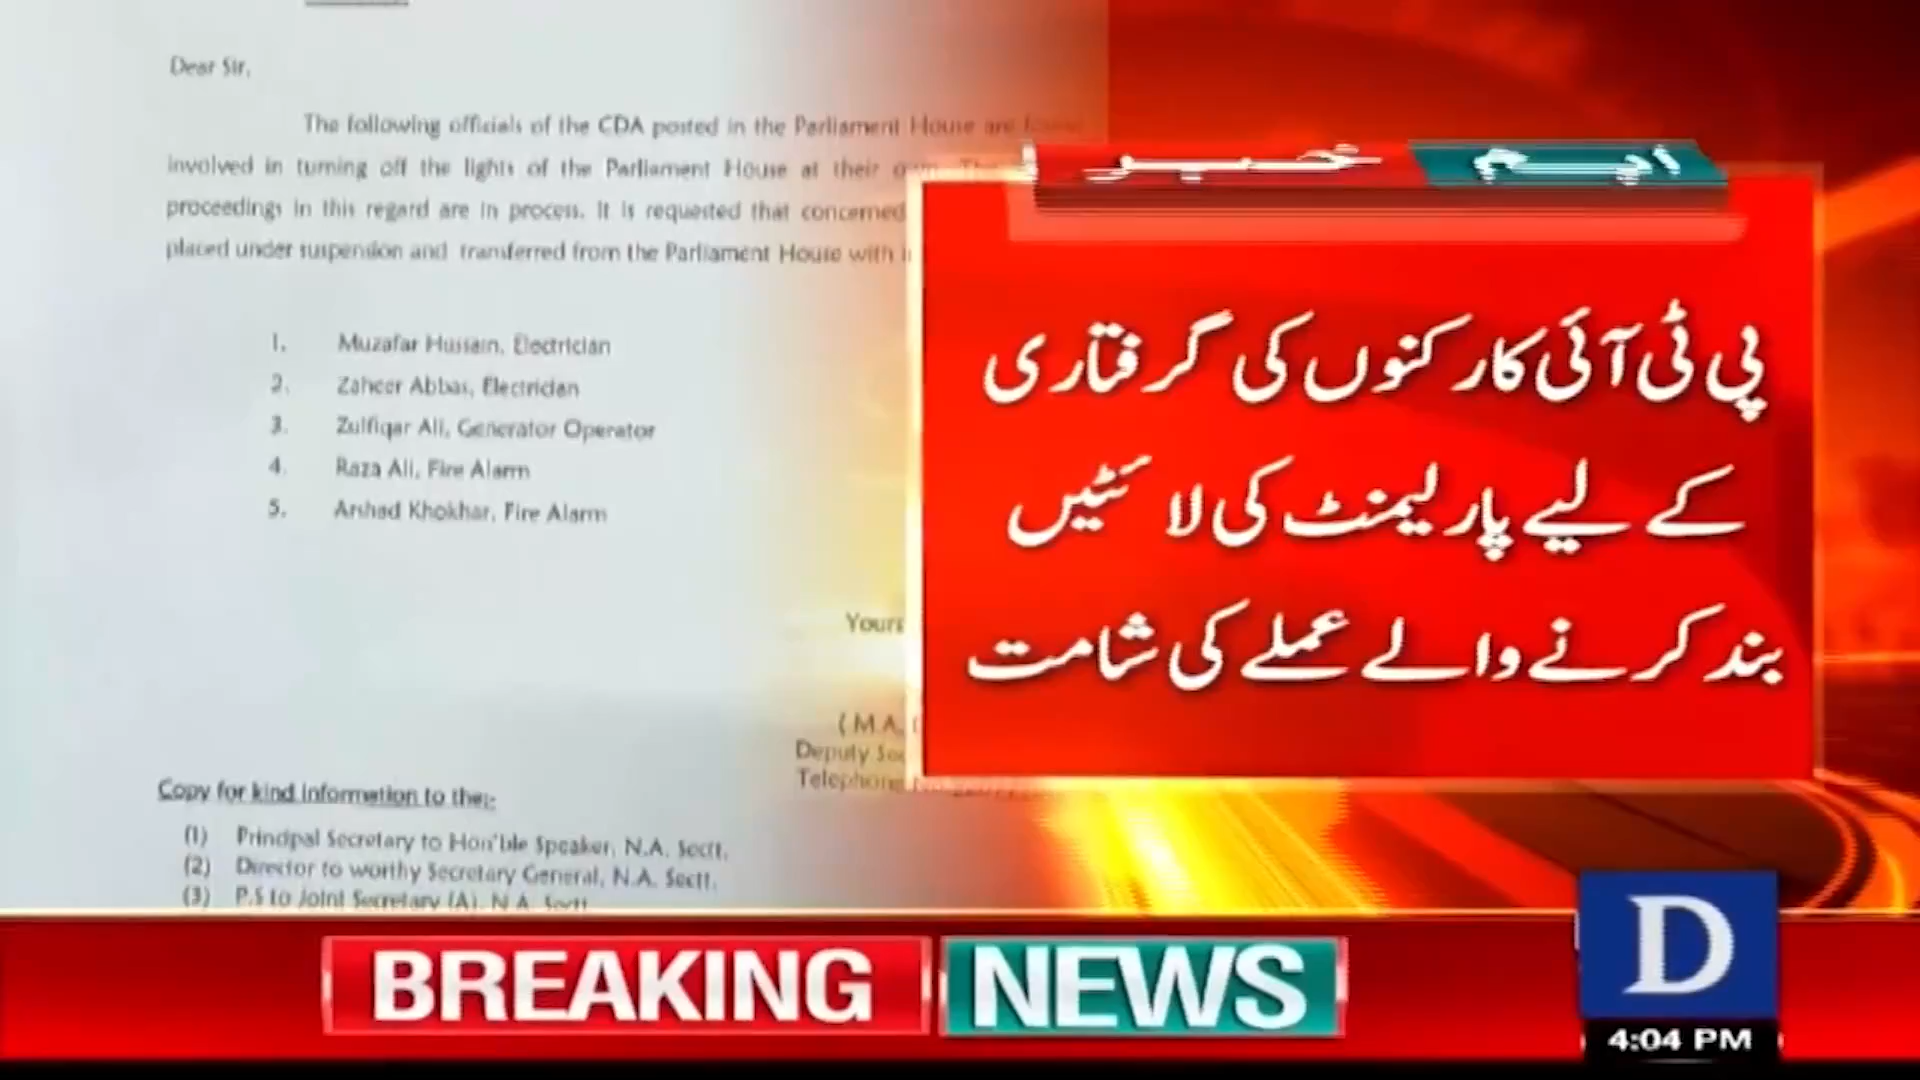 Dear Sir,
The following officials of the CDA posted in the Parliament House are found
involved in turning off the lights of the Parliament House at their own. The
proceedings in this regard are in process. It is requested that concerned
placed under suspension and transferred from the Parliament House with
1. Muzafar Hussain, Electrician
2. Zaheer Abbas, Electrician
3. Zulfiqar Ali, Generator Operator
4. Raza Ali, Fire Alarm
5. Arshad Khokhar, Fire Alarm
Yours
( M.A.
Deputy
Telephone No.
Copy for kind information to the:-
(1) Principal Secretary to Hon'ble Speaker, N.A. Sectt.
(2) Director to worthy Secretary General, N.A. Sectt.
(3) P.S to Joint Secretary (A), N.A. Sectt
اہم خبر
پی ٹی آئی کارکنوں کی گرفتاری
کے لیے پارلیمنٹ کی لائٹیں
بند کرنے والے عملے کی شامت
BREAKING NEWS
D
4:04 PM